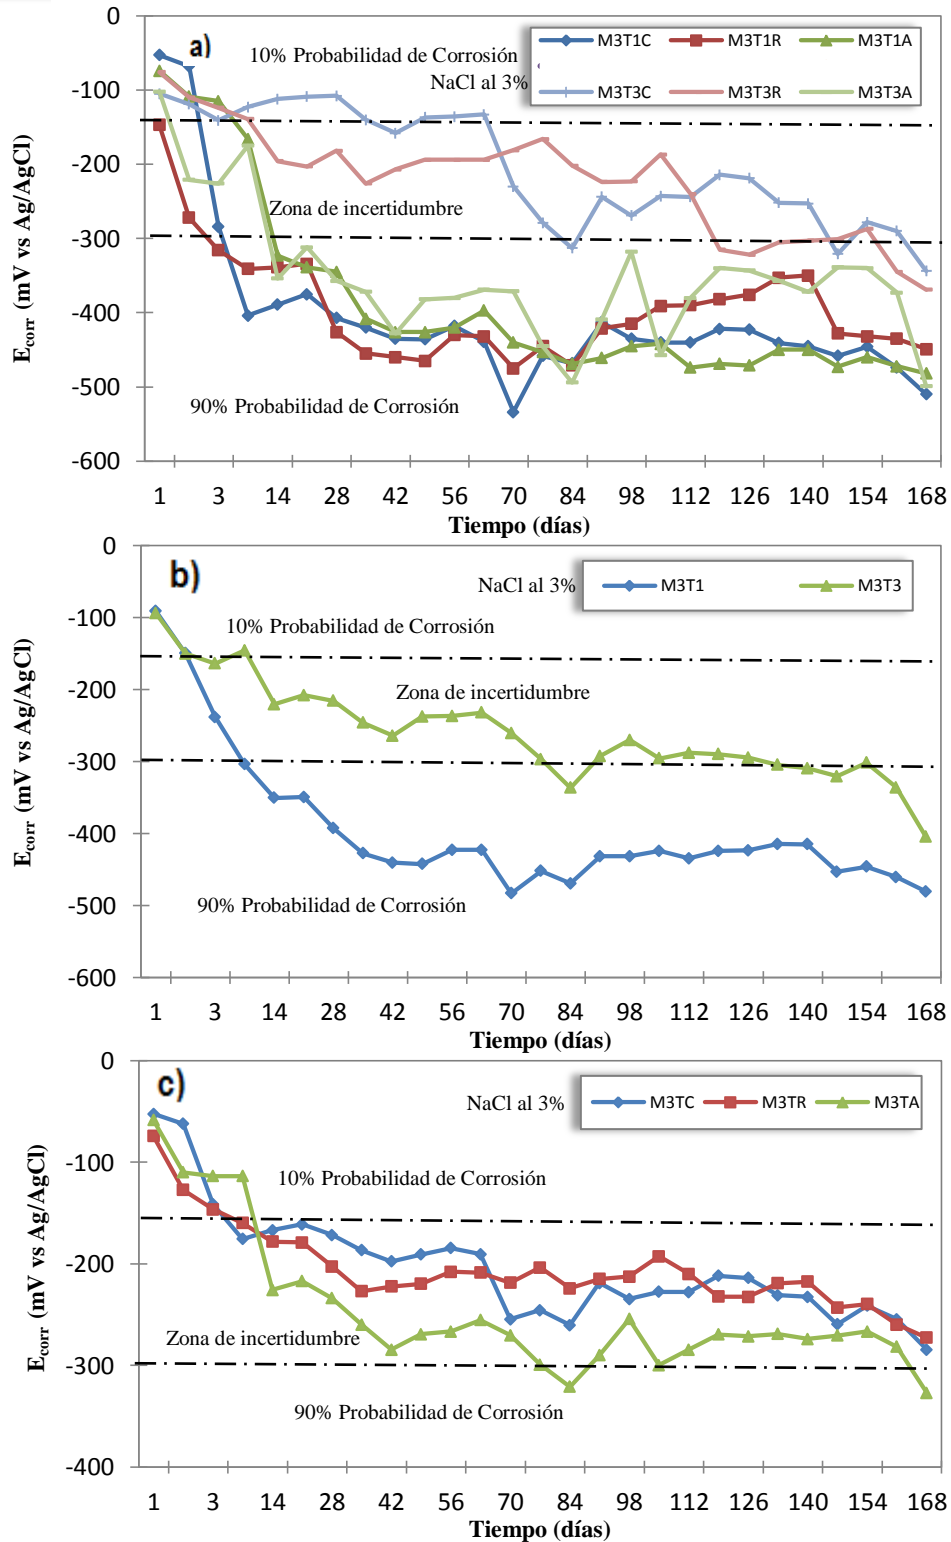 a)
10% Probabilidad de Corrosión
NaCl al 3%
M3T1C M3T1R M3T1A
M3T3C M3T3R M3T3A
Zona de incertidumbre
90% Probabilidad de Corrosión
0
-100
-200
-300
-400
-500
-600
E_corr (mV vs Ag/AgCl)
1 3 14 28 42 56 70 84 98 112 126 140 154 168
Tiempo (días)
b)
NaCl al 3%
M3T1 M3T3
10% Probabilidad de Corrosión
Zona de incertidumbre
90% Probabilidad de Corrosión
0
-100
-200
-300
-400
-500
-600
E_corr (mV vs Ag/AgCl)
1 3 14 28 42 56 70 84 98 112 126 140 154 168
Tiempo (días)
c)
NaCl al 3%
M3TC M3TR M3TA
10% Probabilidad de Corrosión
Zona de incertidumbre
90% Probabilidad de Corrosión
0
-100
-200
-300
-400
E_corr (mV vs Ag/AgCl)
1 3 14 28 42 56 70 84 98 112 126 140 154 168
Tiempo (días)